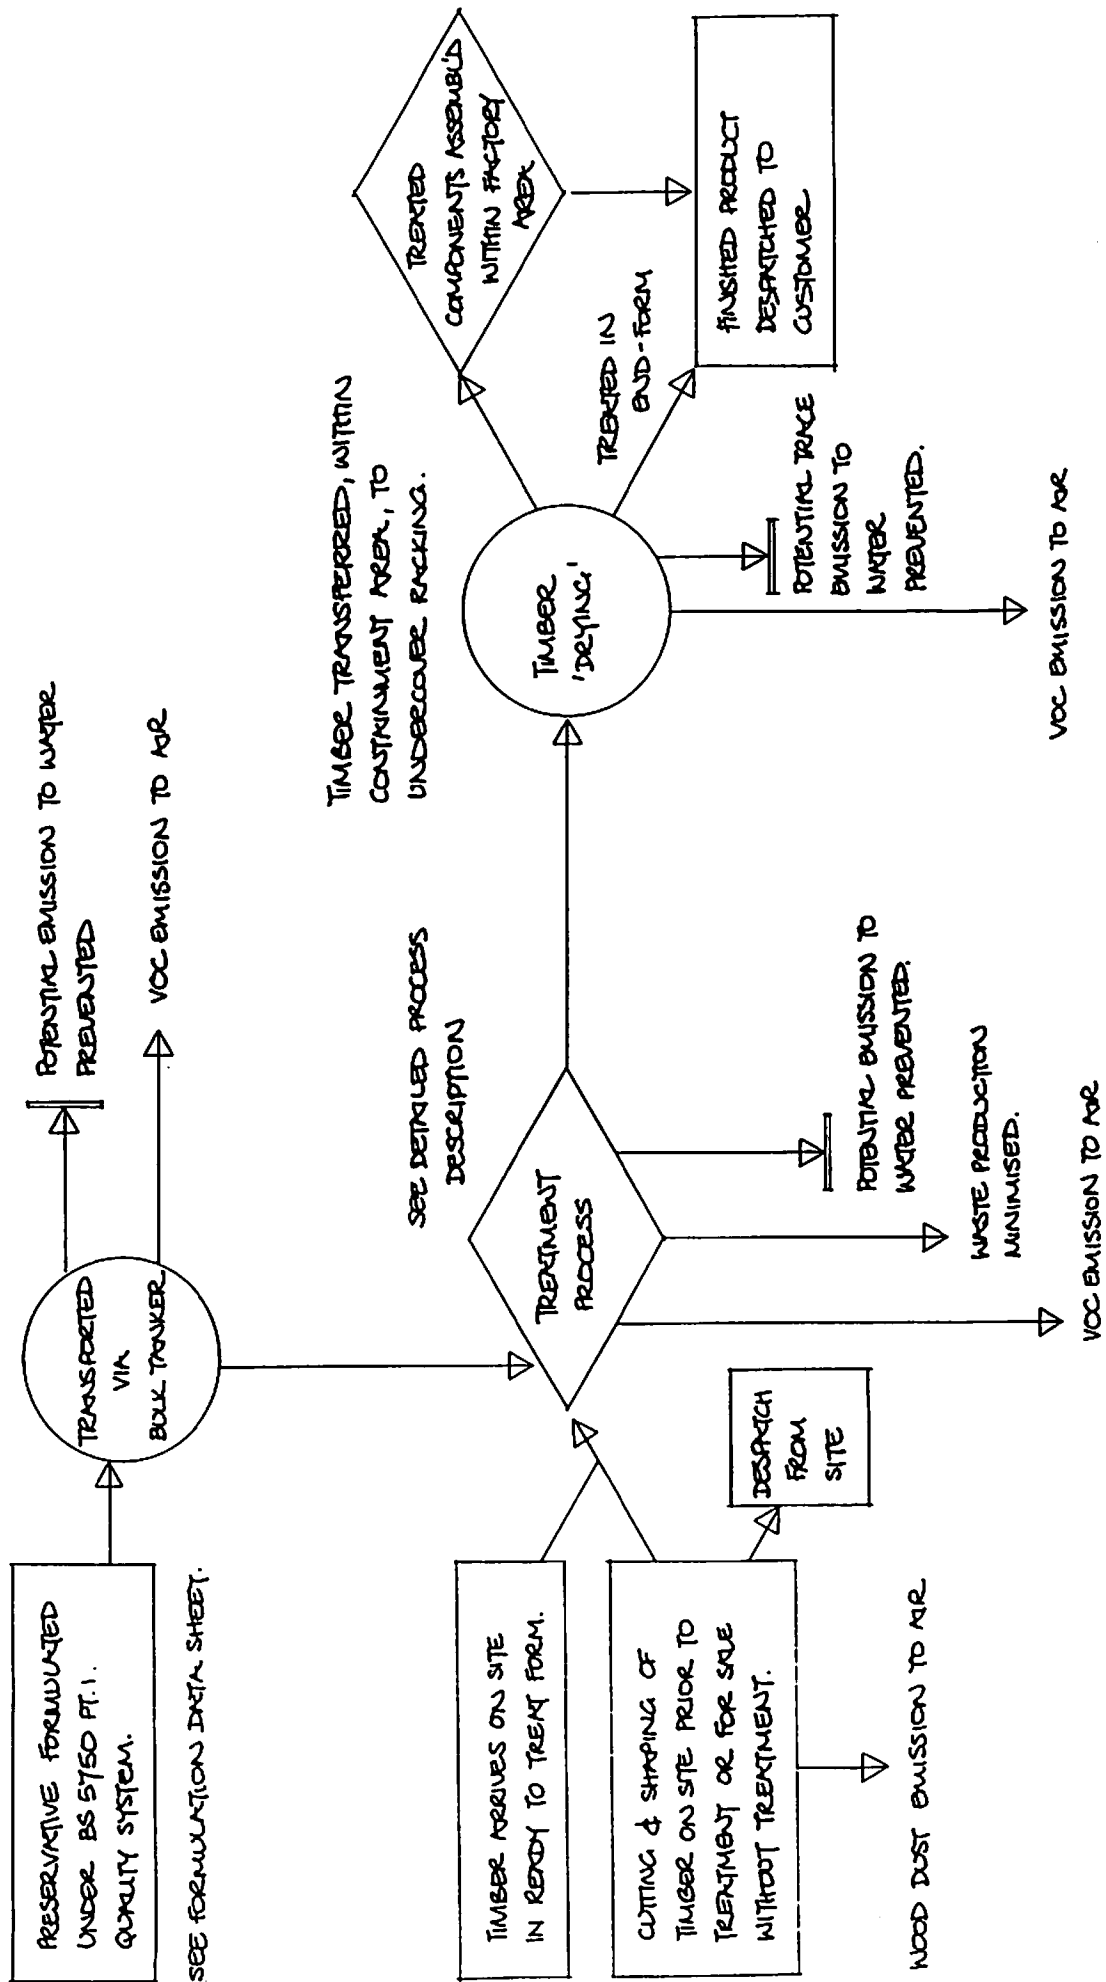 PRESERVATIVE FORMULATED
UNDER BS 5750 PT.1.
QUALITY SYSTEM.
SEE FORMULATION DATA SHEET.
TRANSPORTED
VIA
BULK TANKER
POTENTIAL EMISSION TO WATER
PREVENTED
VOC EMISSION TO AIR
TIMBER ARRIVES ON SITE
IN READY TO TREAT FORM.
CUTTING & SHAPING OF
TIMBER ON SITE PRIOR TO
TREATMENT OR FOR SALE
WITHOUT TREATMENT.
WOOD DUST EMISSION TO AIR
DESPATCH
FROM
SITE
SEE DETAILED PROCESS
DESCRIPTION
TREATMENT
PROCESS
POTENTIAL EMISSION TO
WATER PREVENTED.
WASTE PRODUCTION
MINIMISED.
VOC EMISSION TO AIR
TIMBER TRANSFERRED, WITHIN
CONTAINMENT AREA, TO
UNDERCOVER RACKING.
TIMBER
'DRYING'
POTENTIAL TRACE
EMISSION TO
WATER
PREVENTED.
VOC EMISSION TO AIR
TREATED IN
END-FORM
TREATED
COMPONENTS ASSEMBL'D
WITHIN FACTORY
AREA
FINISHED PRODUCT
DESPATCHED TO
CUSTOMER